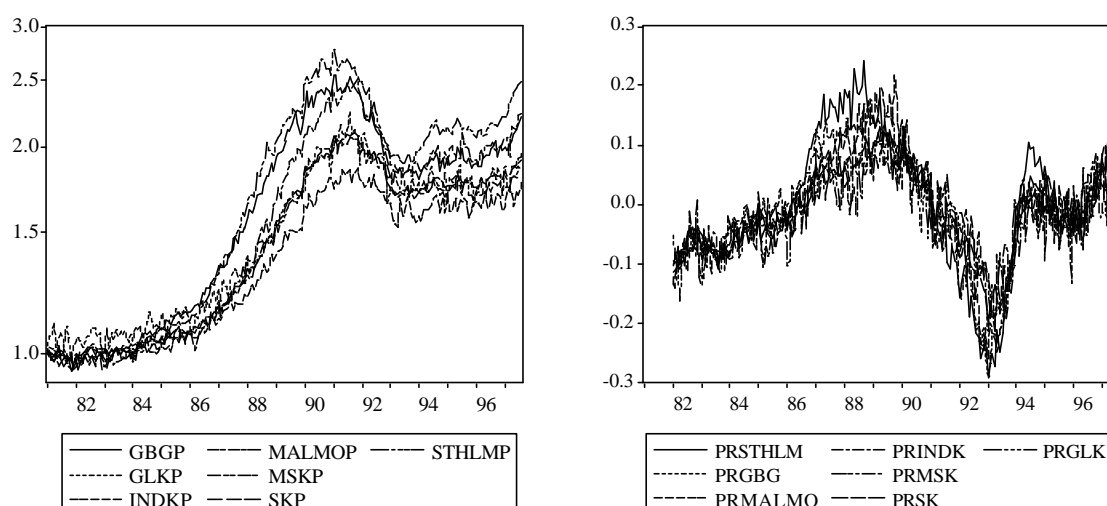 3.0
2.5
2.0
1.5
1.0
82 84 86 88 90 92 94 96
GBGP MALMOP STHLMP
GLKP MSKP
INDKP SKP
0.3
0.2
0.1
0.0
-0.1
-0.2
-0.3
82 84 86 88 90 92 94 96
PRSTHLM PRINDK PRGLK
PRGBG PRMSK
PRMALMO PRSK